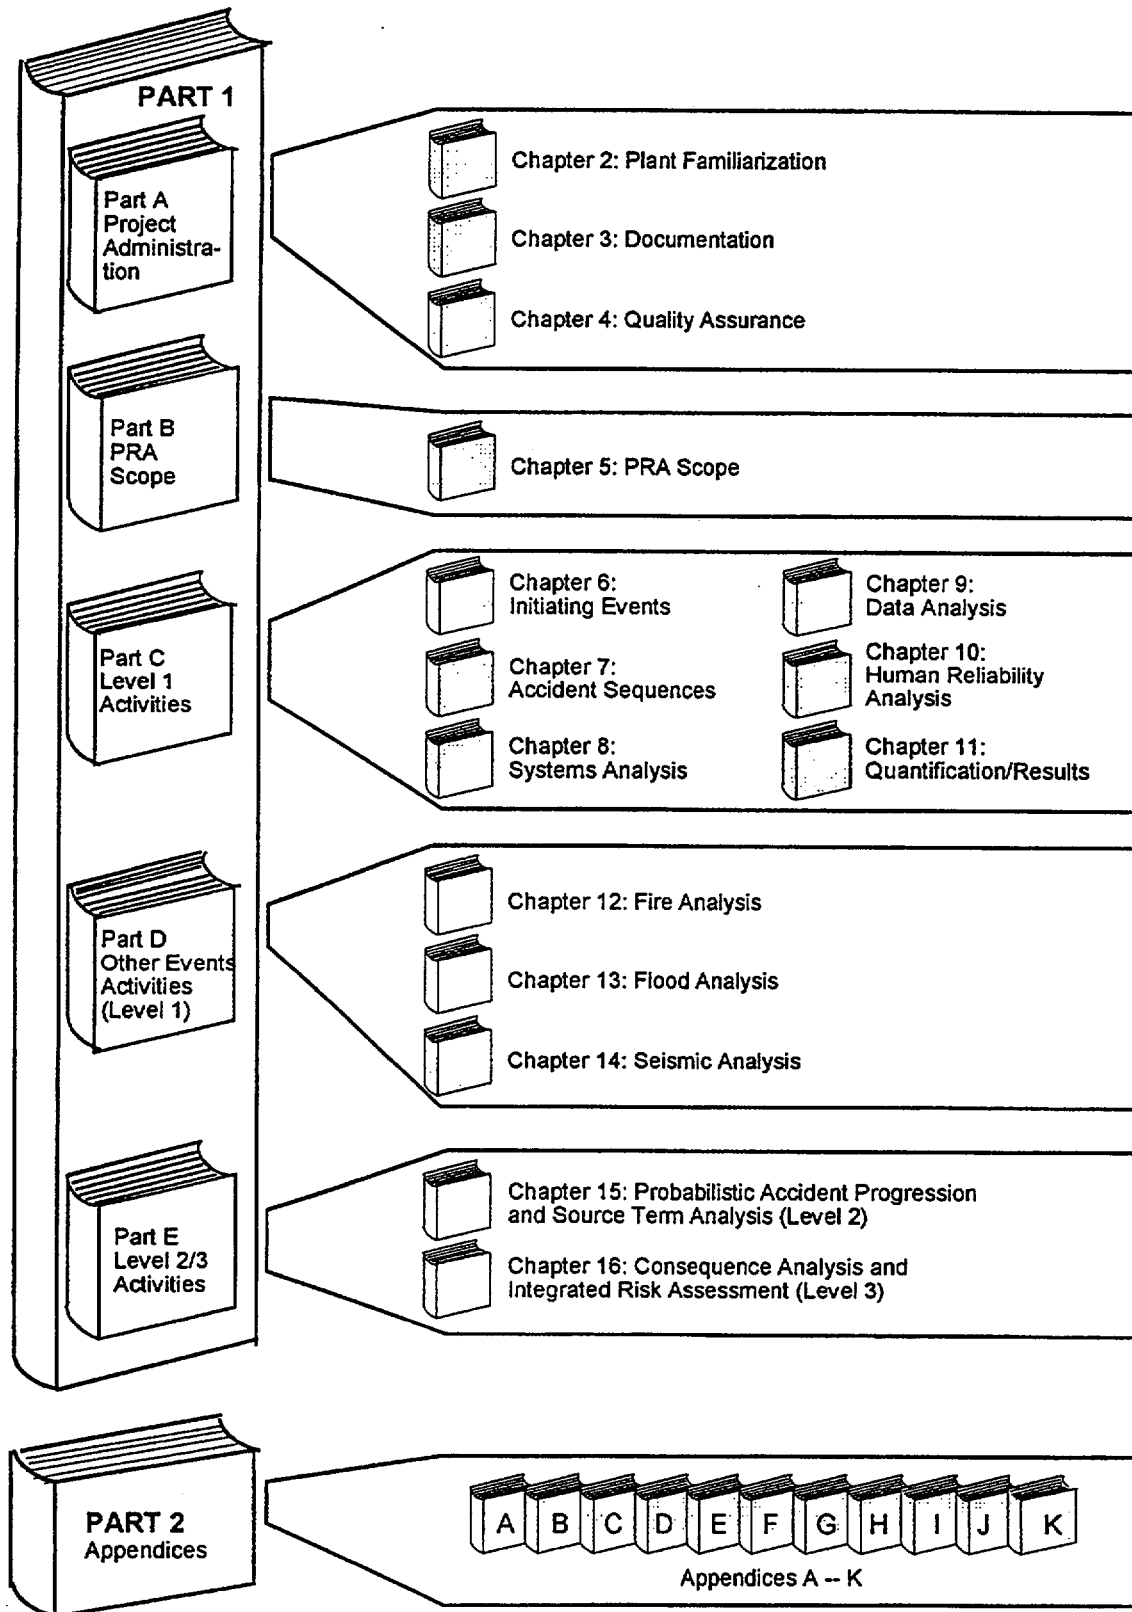 PART 1
Part A
Project
Administra-
tion
Chapter 2: Plant Familiarization
Chapter 3: Documentation
Chapter 4: Quality Assurance
Part B
PRA
Scope
Chapter 5: PRA Scope
Part C
Level 1
Activities
Chapter 6:
Initiating Events
Chapter 7:
Accident Sequences
Chapter 8:
Systems Analysis
Chapter 9:
Data Analysis
Chapter 10:
Human Reliability
Analysis
Chapter 11:
Quantification/Results
Part D
Other Events
Activities
(Level 1)
Chapter 12: Fire Analysis
Chapter 13: Flood Analysis
Chapter 14: Seismic Analysis
Part E
Level 2/3
Activities
Chapter 15: Probabilistic Accident Progression
and Source Term Analysis (Level 2)
Chapter 16: Consequence Analysis and
Integrated Risk Assessment (Level 3)
PART 2
Appendices
A B C D E F G H I J K
Appendices A -- K